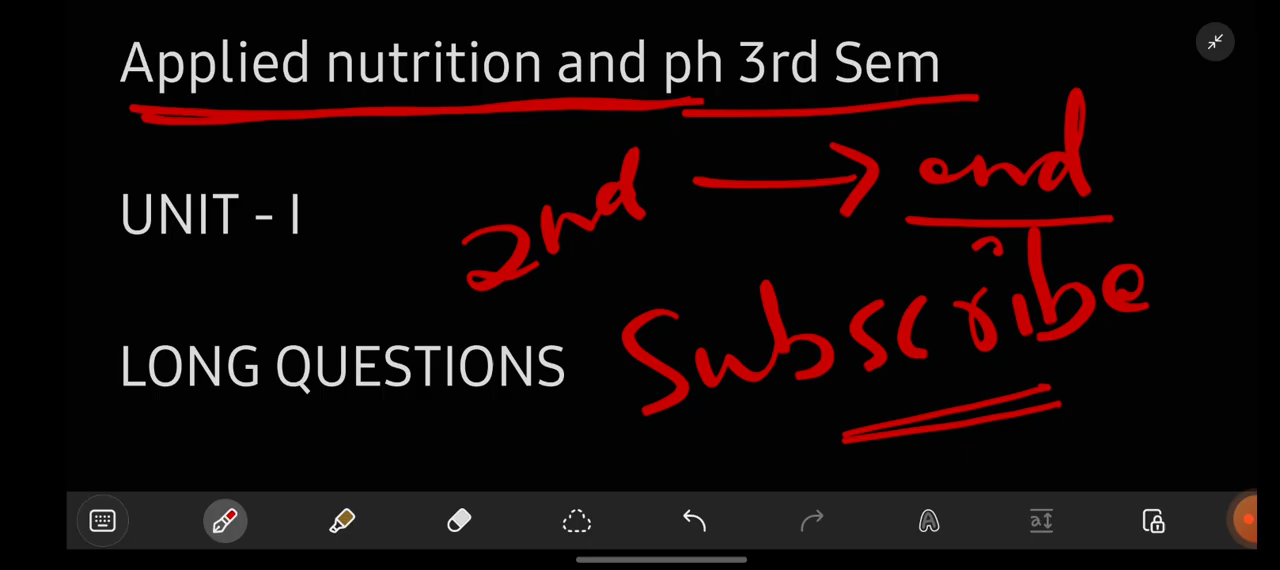 Applied nutrition and ph 3rd Sem
2nd → end
UNIT - I
Subscribe
LONG QUESTIONS